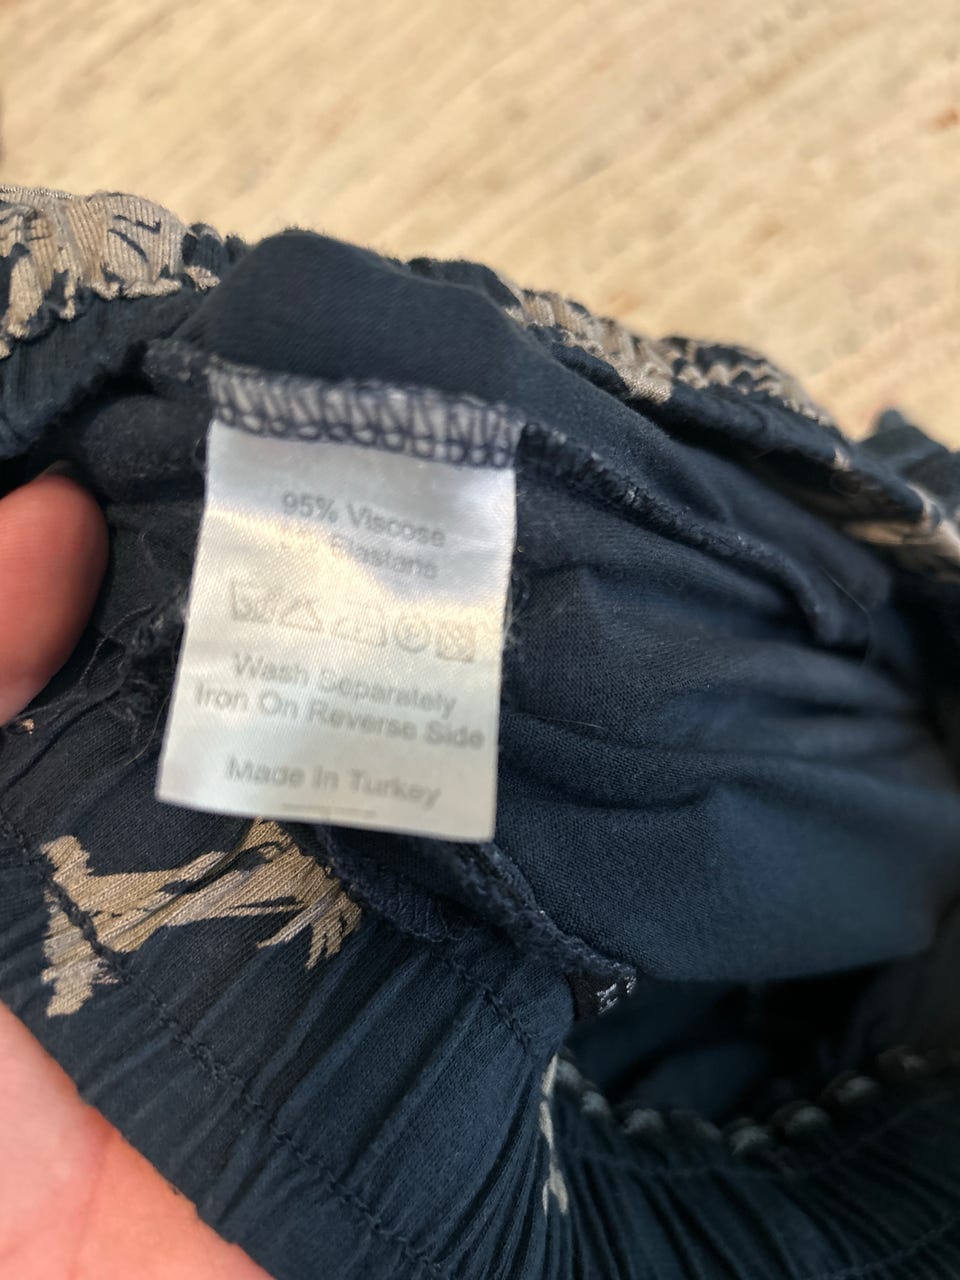 95% Viscose
Elastane
Wash Separately
Iron On Reverse Side
Made In Turkey